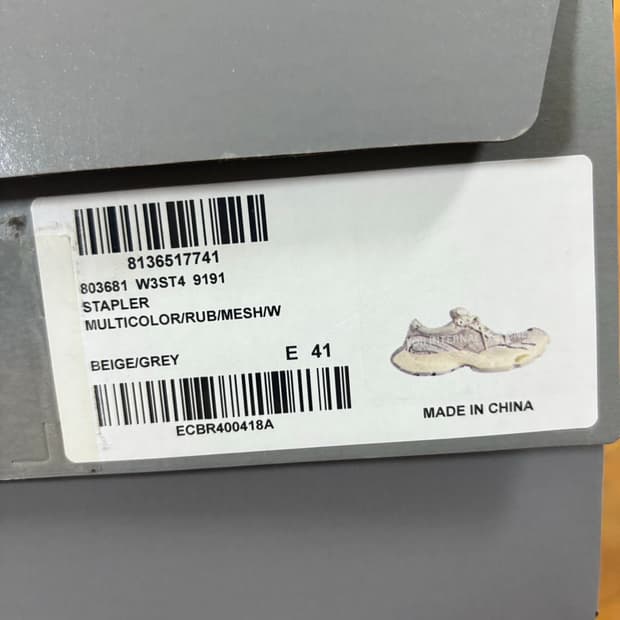 8136517741
803681 W3ST4 9191
STAPLER
MULTICOLOR/RUB/MESH/W
BEIGE/GREY
E 41
ECBR400418A
MADE IN CHINA